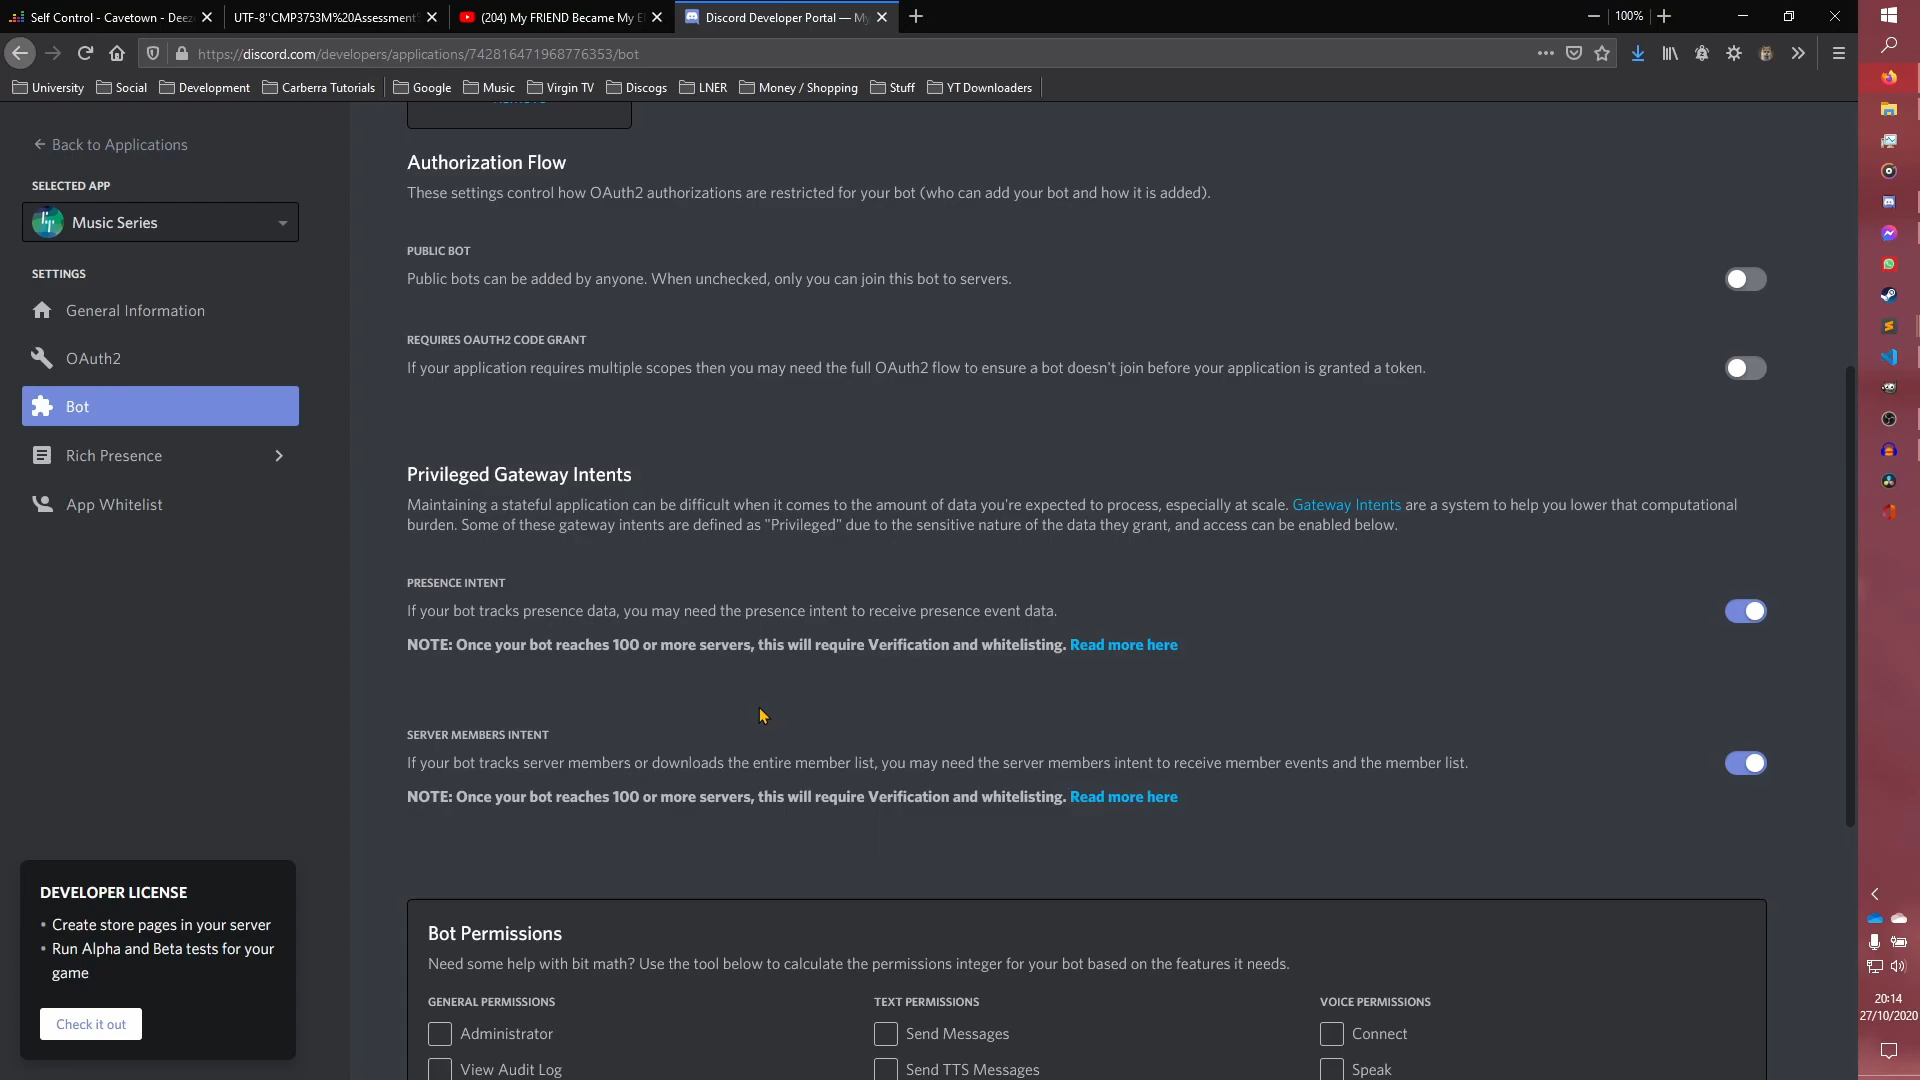 Self Control - Cavetown - Deez
UTF-8''CMP3753M%20Assessment
(204) My FRIEND Became My E
Discord Developer Portal — My
100%
https://discord.com/developers/applications/742816471968776353/bot
University
Social
Development
Carberra Tutorials
Google
Music
Virgin TV
Discogs
LNER
Money / Shopping
Stuff
YT Downloaders
Back to Applications
SELECTED APP
Music Series
SETTINGS
General Information
OAuth2
Bot
Rich Presence
App Whitelist
DEVELOPER LICENSE
• Create store pages in your server
• Run Alpha and Beta tests for your
game
Check it out
Remove
Authorization Flow
These settings control how OAuth2 authorizations are restricted for your bot (who can add your bot and how it is added).
PUBLIC BOT
Public bots can be added by anyone. When unchecked, only you can join this bot to servers.
REQUIRES OAUTH2 CODE GRANT
If your application requires multiple scopes then you may need the full OAuth2 flow to ensure a bot doesn't join before your application is granted a token.
Privileged Gateway Intents
Maintaining a stateful application can be difficult when it comes to the amount of data you're expected to process, especially at scale. Gateway Intents are a system to help you lower that computational
burden. Some of these gateway intents are defined as "Privileged" due to the sensitive nature of the data they grant, and access can be enabled below.
PRESENCE INTENT
If your bot tracks presence data, you may need the presence intent to receive presence event data.
NOTE: Once your bot reaches 100 or more servers, this will require Verification and whitelisting. Read more here
SERVER MEMBERS INTENT
If your bot tracks server members or downloads the entire member list, you may need the server members intent to receive member events and the member list.
NOTE: Once your bot reaches 100 or more servers, this will require Verification and whitelisting. Read more here
Bot Permissions
Need some help with bit math? Use the tool below to calculate the permissions integer for your bot based on the features it needs.
GENERAL PERMISSIONS
TEXT PERMISSIONS
VOICE PERMISSIONS
Administrator
Send Messages
Connect
View Audit Log
Send TTS Messages
Speak
20:14
27/10/2020